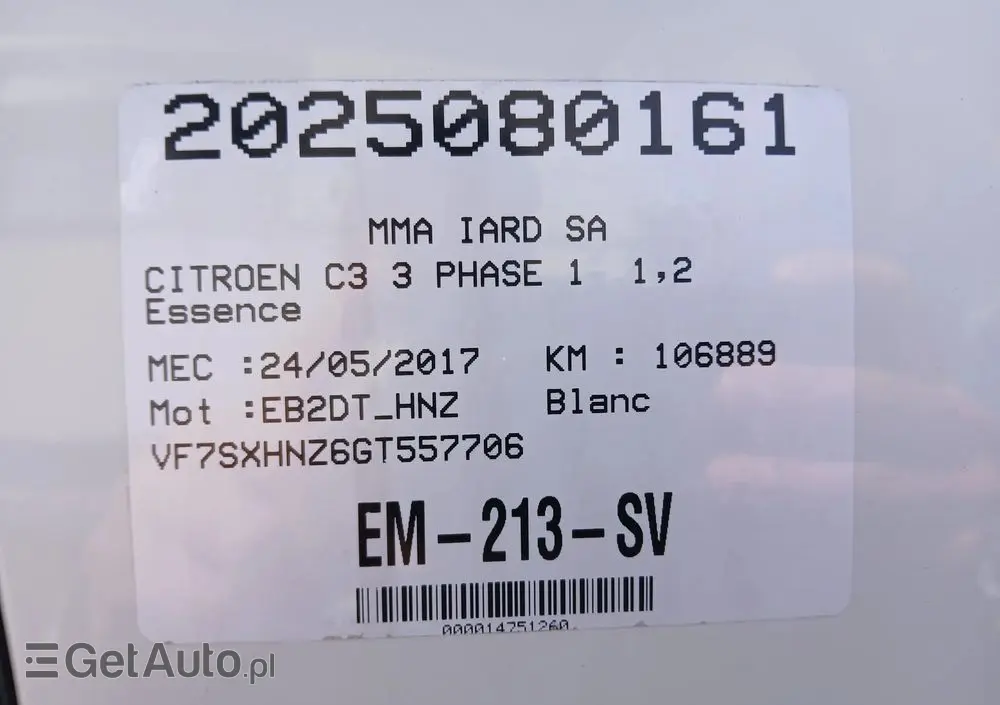 2025080161
MMA IARD SA
CITROEN C3 3 PHASE 1 1,2
Essence
MEC :24/05/2017 KM : 106889
Mot :EB2DT_HNZ Blanc
VF7SXHNZ6GT557706
EM-213-SV
000014751260
GetAuto.pl